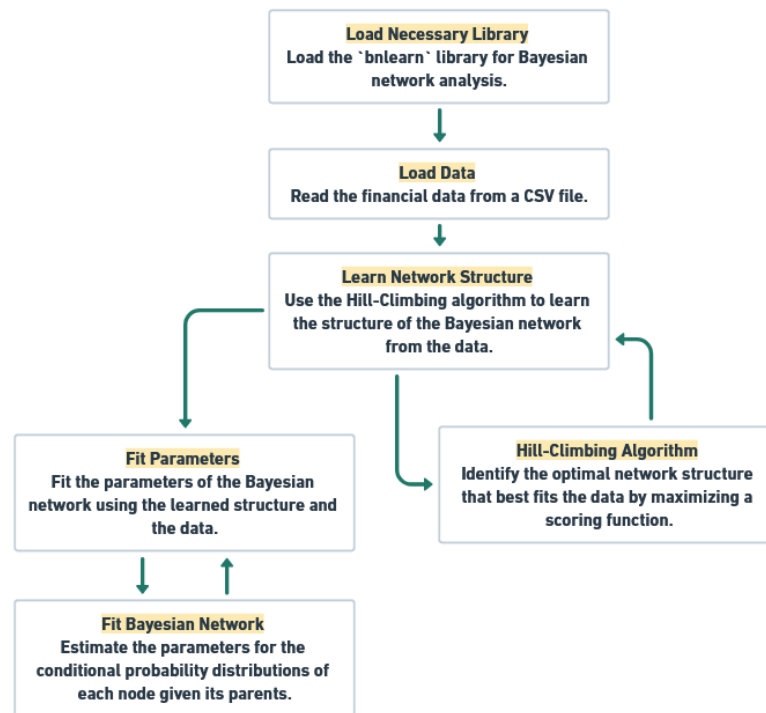 Load Necessary Library
Load the `bnlearn` library for Bayesian
network analysis.
Load Data
Read the financial data from a CSV file.
Learn Network Structure
Use the Hill-Climbing algorithm to learn
the structure of the Bayesian network
from the data.
Fit Parameters
Fit the parameters of the Bayesian
network using the learned structure and
the data.
Hill-Climbing Algorithm
Identify the optimal network structure
that best fits the data by maximizing a
scoring function.
Fit Bayesian Network
Estimate the parameters for the
conditional probability distributions of
each node given its parents.